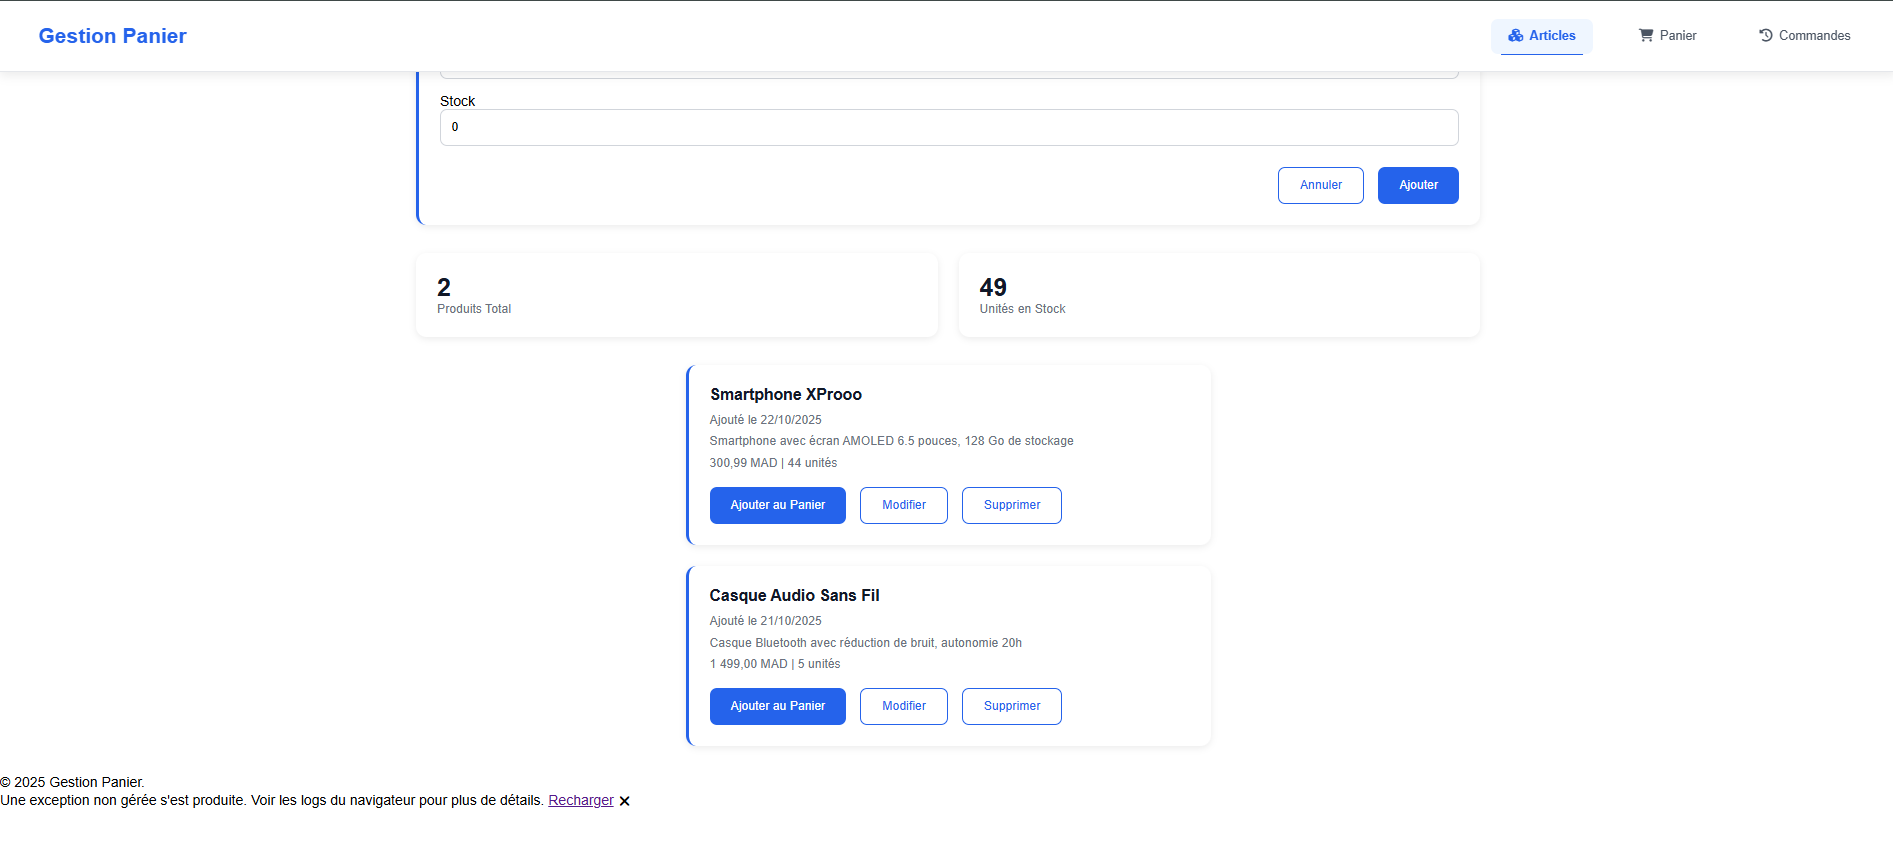 Gestion Panier
Articles
Panier
Commandes
Stock
0
Annuler
Ajouter
2
Produits Total
49
Unités en Stock
Smartphone XProoo
Ajouté le 22/10/2025
Smartphone avec écran AMOLED 6.5 pouces, 128 Go de stockage
300,99 MAD | 44 unités
Ajouter au Panier
Modifier
Supprimer
Casque Audio Sans Fil
Ajouté le 21/10/2025
Casque Bluetooth avec réduction de bruit, autonomie 20h
1 499,00 MAD | 5 unités
Ajouter au Panier
Modifier
Supprimer
© 2025 Gestion Panier.
Une exception non gérée s'est produite. Voir les logs du navigateur pour plus de détails. Recharger ×